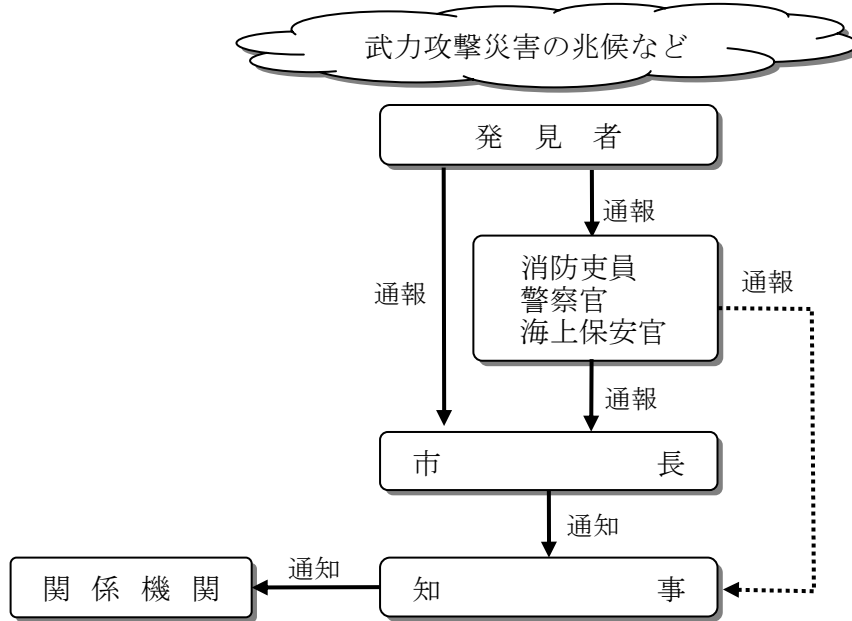 武力攻撃災害の兆候など
発 見 者
通報
消防吏員
警察官
海上保安官
通報
通報
通報
市 長
通知
知 事
通知
関 係 機 関